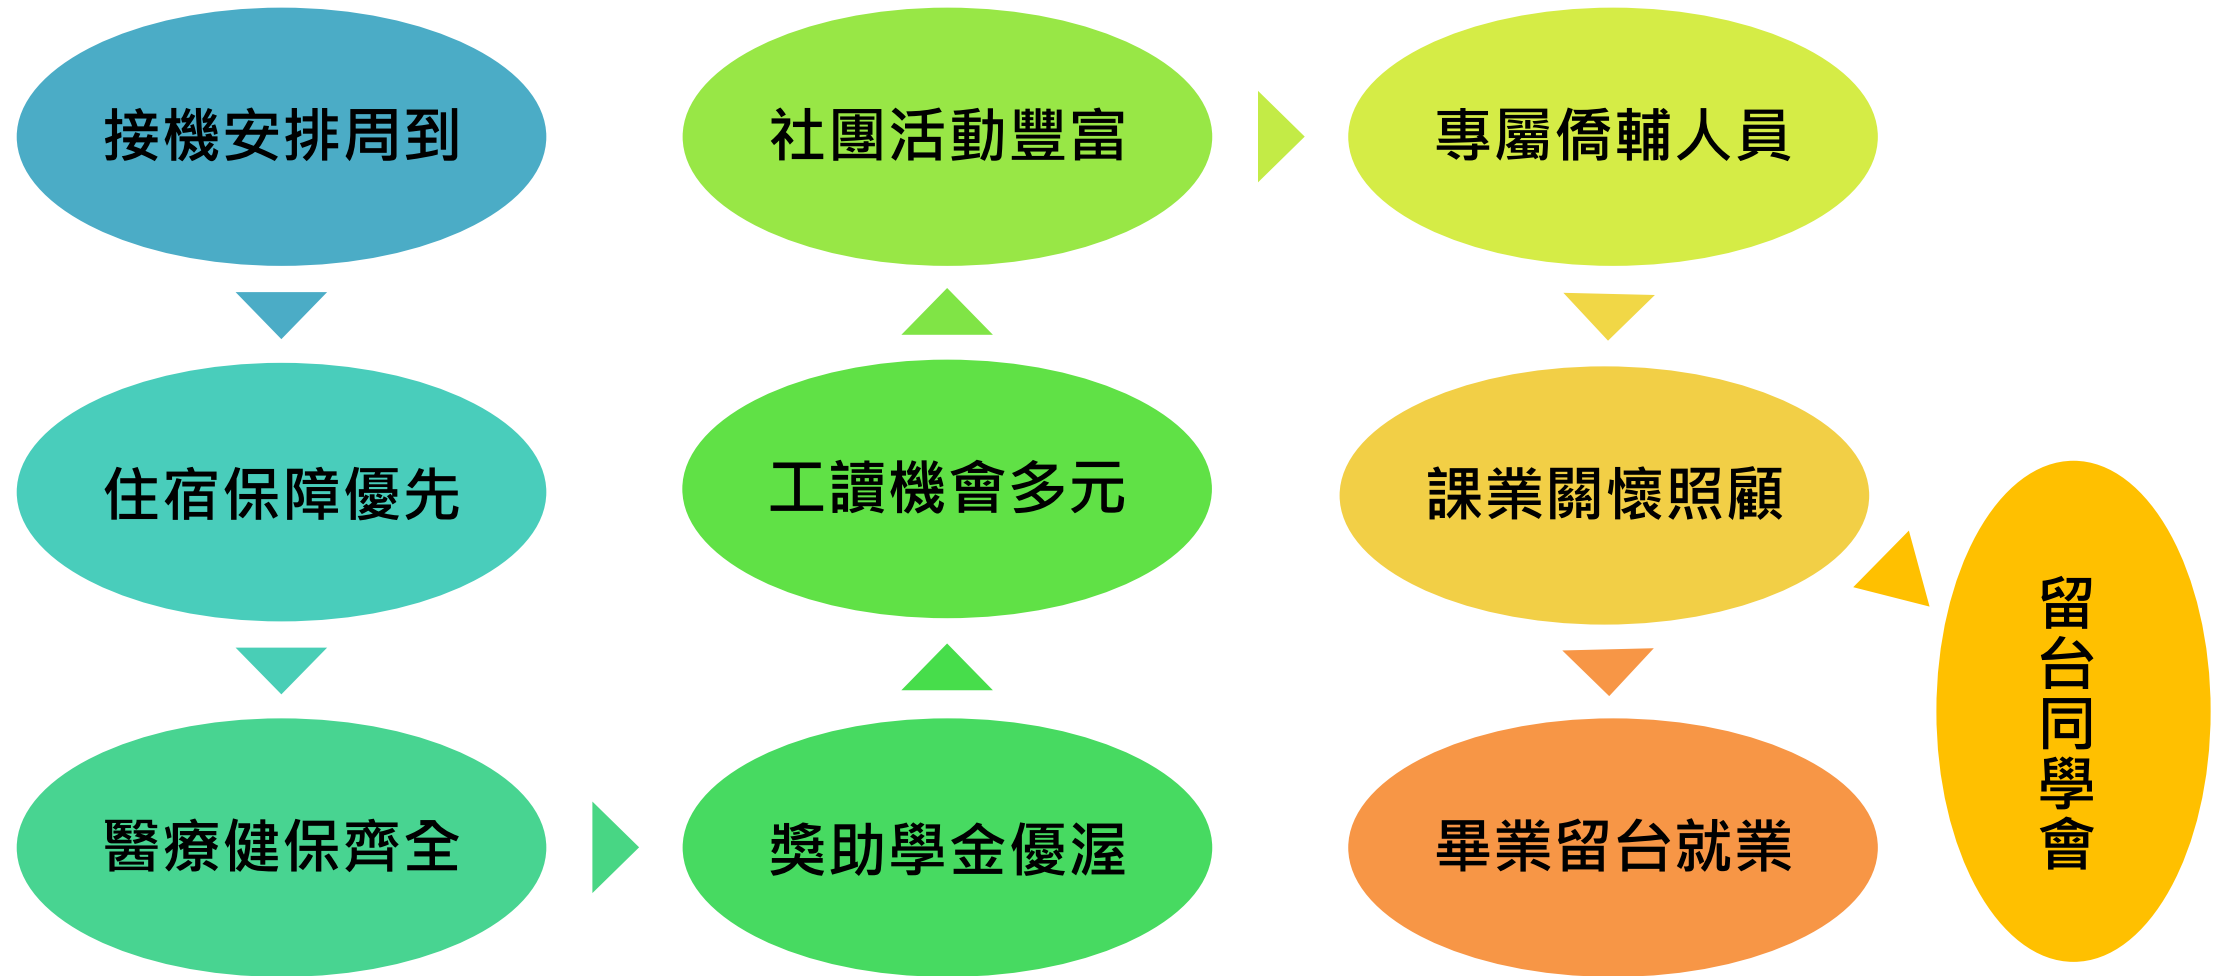 接機安排周到
住宿保障優先
醫療健保齊全
獎助學金優渥
工讀機會多元
社團活動豐富
專屬僑輔人員
課業關懷照顧
畢業留台就業
留台同學會